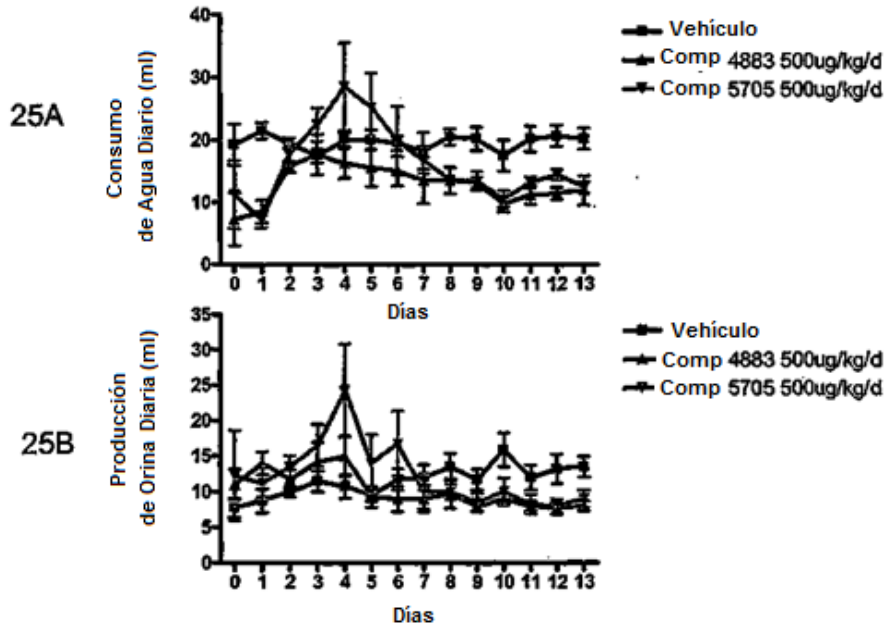 25A
Consumo
de Agua Diario (ml)
40
30
20
10
0
0 1 2 3 4 5 6 7 8 9 10 11 12 13
Días
Vehículo
Comp 4883 500ug/kg/d
Comp 5705 500ug/kg/d
25B
Producción
de Orina Diaria (ml)
35
30
25
20
15
10
5
0
0 1 2 3 4 5 6 7 8 9 10 11 12 13
Días
Vehículo
Comp 4883 500ug/kg/d
Comp 5705 500ug/kg/d